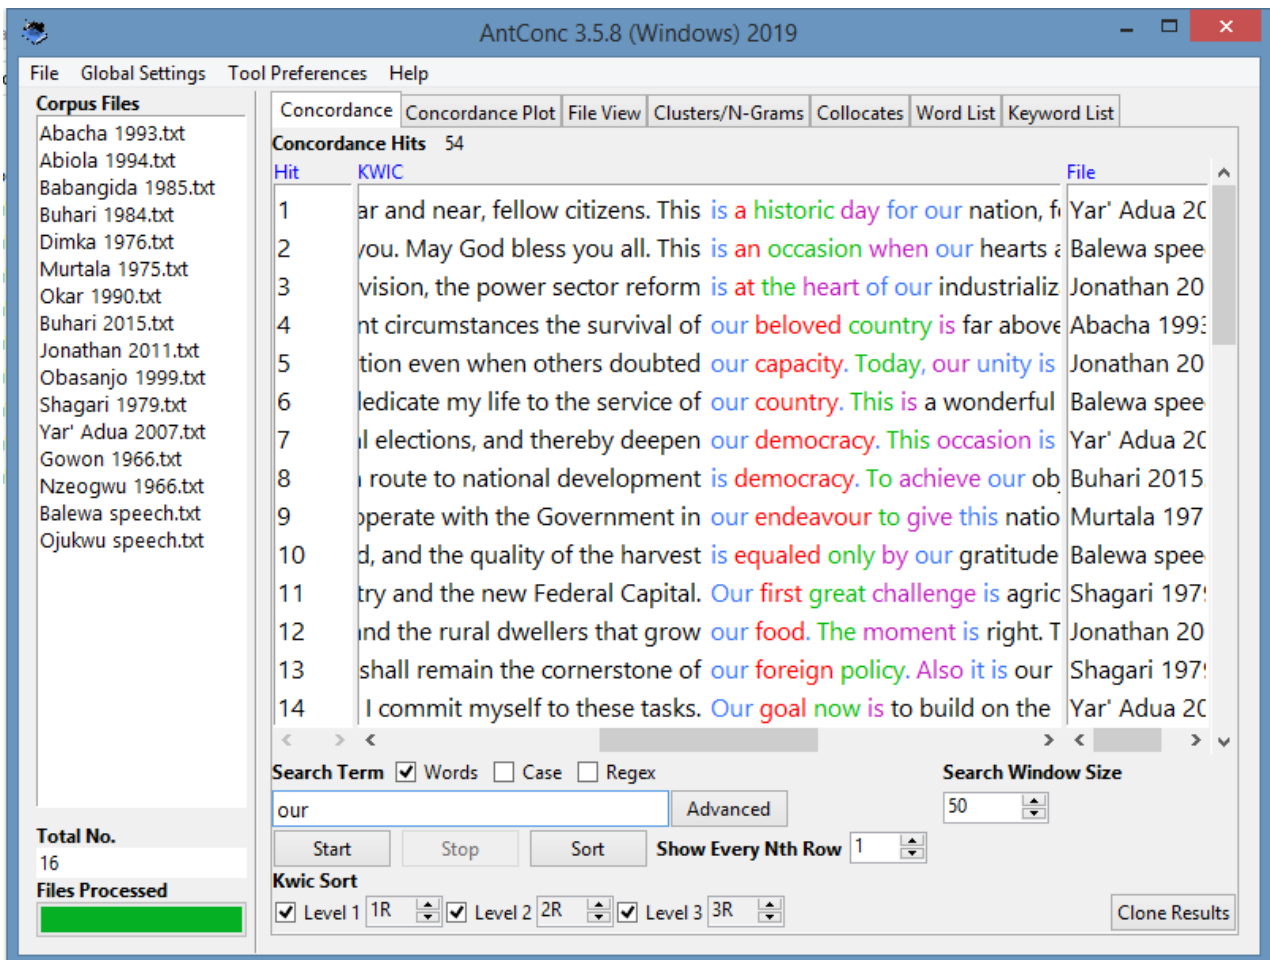 AntConc 3.5.8 (Windows) 2019
File Global Settings Tool Preferences Help
Corpus Files
Abacha 1993.txt
Abiola 1994.txt
Babangida 1985.txt
Buhari 1984.txt
Dimka 1976.txt
Murtala 1975.txt
Okar 1990.txt
Buhari 2015.txt
Jonathan 2011.txt
Obasanjo 1999.txt
Shagari 1979.txt
Yar' Adua 2007.txt
Gowon 1966.txt
Nzeogwu 1966.txt
Balewa speech.txt
Ojukwu speech.txt
Total No.
16
Files Processed
Concordance Concordance Plot File View Clusters/N-Grams Collocates Word List Keyword List
Concordance Hits 54
Hit KWIC File
1 ar and near, fellow citizens. This is a historic day for our nation, f Yar' Adua 20
2 you. May God bless you all. This is an occasion when our hearts a Balewa spee
3 vision, the power sector reform is at the heart of our industrializ Jonathan 20
4 nt circumstances the survival of our beloved country is far above Abacha 1993
5 tion even when others doubted our capacity. Today, our unity is Jonathan 20
6 dedicate my life to the service of our country. This is a wonderful Balewa spee
7 l elections, and thereby deepen our democracy. This occasion is Yar' Adua 20
8 route to national development is democracy. To achieve our ob Buhari 2015.
9 operate with the Government in our endeavour to give this natio Murtala 197
10 d, and the quality of the harvest is equaled only by our gratitude Balewa spee
11 try and the new Federal Capital. Our first great challenge is agric Shagari 1979
12 and the rural dwellers that grow our food. The moment is right. T Jonathan 20
13 shall remain the cornerstone of our foreign policy. Also it is our Shagari 1979
14 I commit myself to these tasks. Our goal now is to build on the Yar' Adua 20
Search Term Words Case Regex Search Window Size
our Advanced 50
Start Stop Sort Show Every Nth Row 1
Kwic Sort
Level 1 1R Level 2 2R Level 3 3R Clone Results